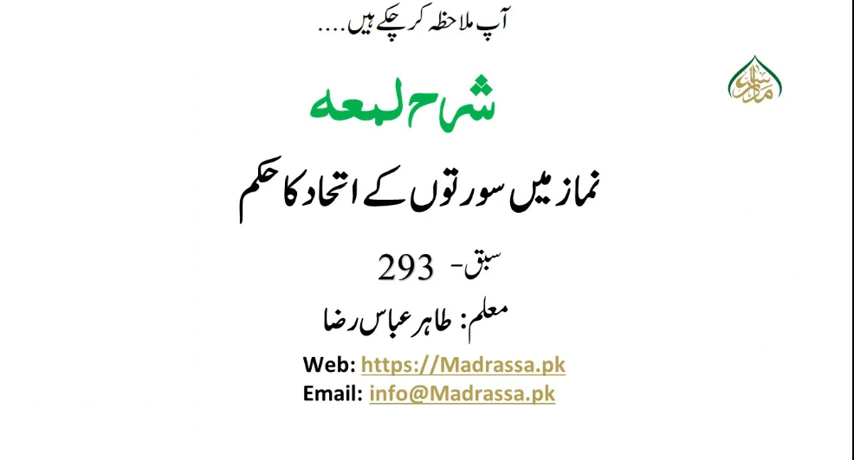 آپ ملاحظہ کر چکے ہیں....
شرح لمعه
نماز میں سورتوں کے اتحاد کا حکم
سبق - 293
معلم: طاہر عباس رضا
Web: https://Madrassa.pk
Email: info@Madrassa.pk